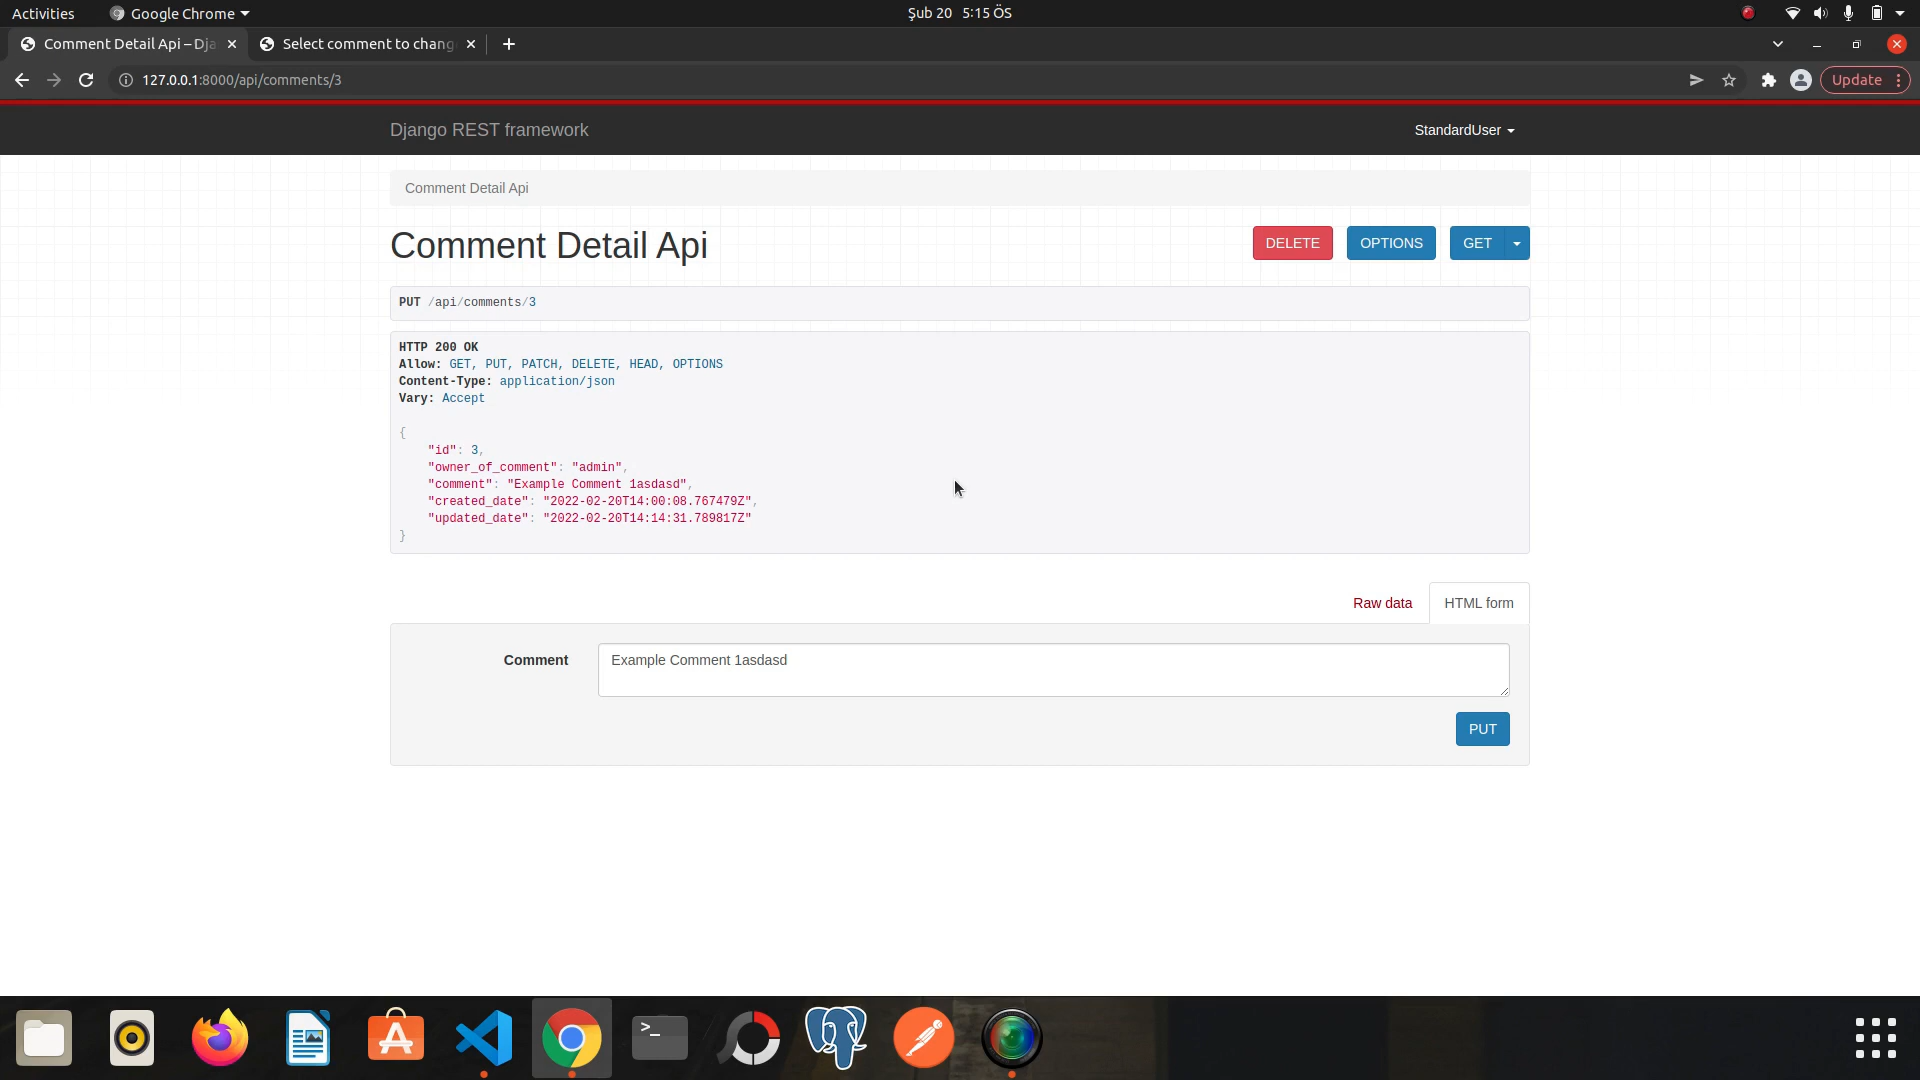 Activities
Google Chrome
Şub 20 5:15 ÖS
Comment Detail Api – Dja
Select comment to chang
127.0.0.1:8000/api/comments/3
Update
Django REST framework
StandardUser
Comment Detail Api
Comment Detail Api
DELETE
OPTIONS
GET
PUT /api/comments/3
HTTP 200 OK
Allow: GET, PUT, PATCH, DELETE, HEAD, OPTIONS
Content-Type: application/json
Vary: Accept
{
"id": 3,
"owner_of_comment": "admin",
"comment": "Example Comment 1asdasd",
"created_date": "2022-02-20T14:00:08.767479Z",
"updated_date": "2022-02-20T14:14:31.789817Z"
}
Raw data
HTML form
Comment
Example Comment 1asdasd
PUT